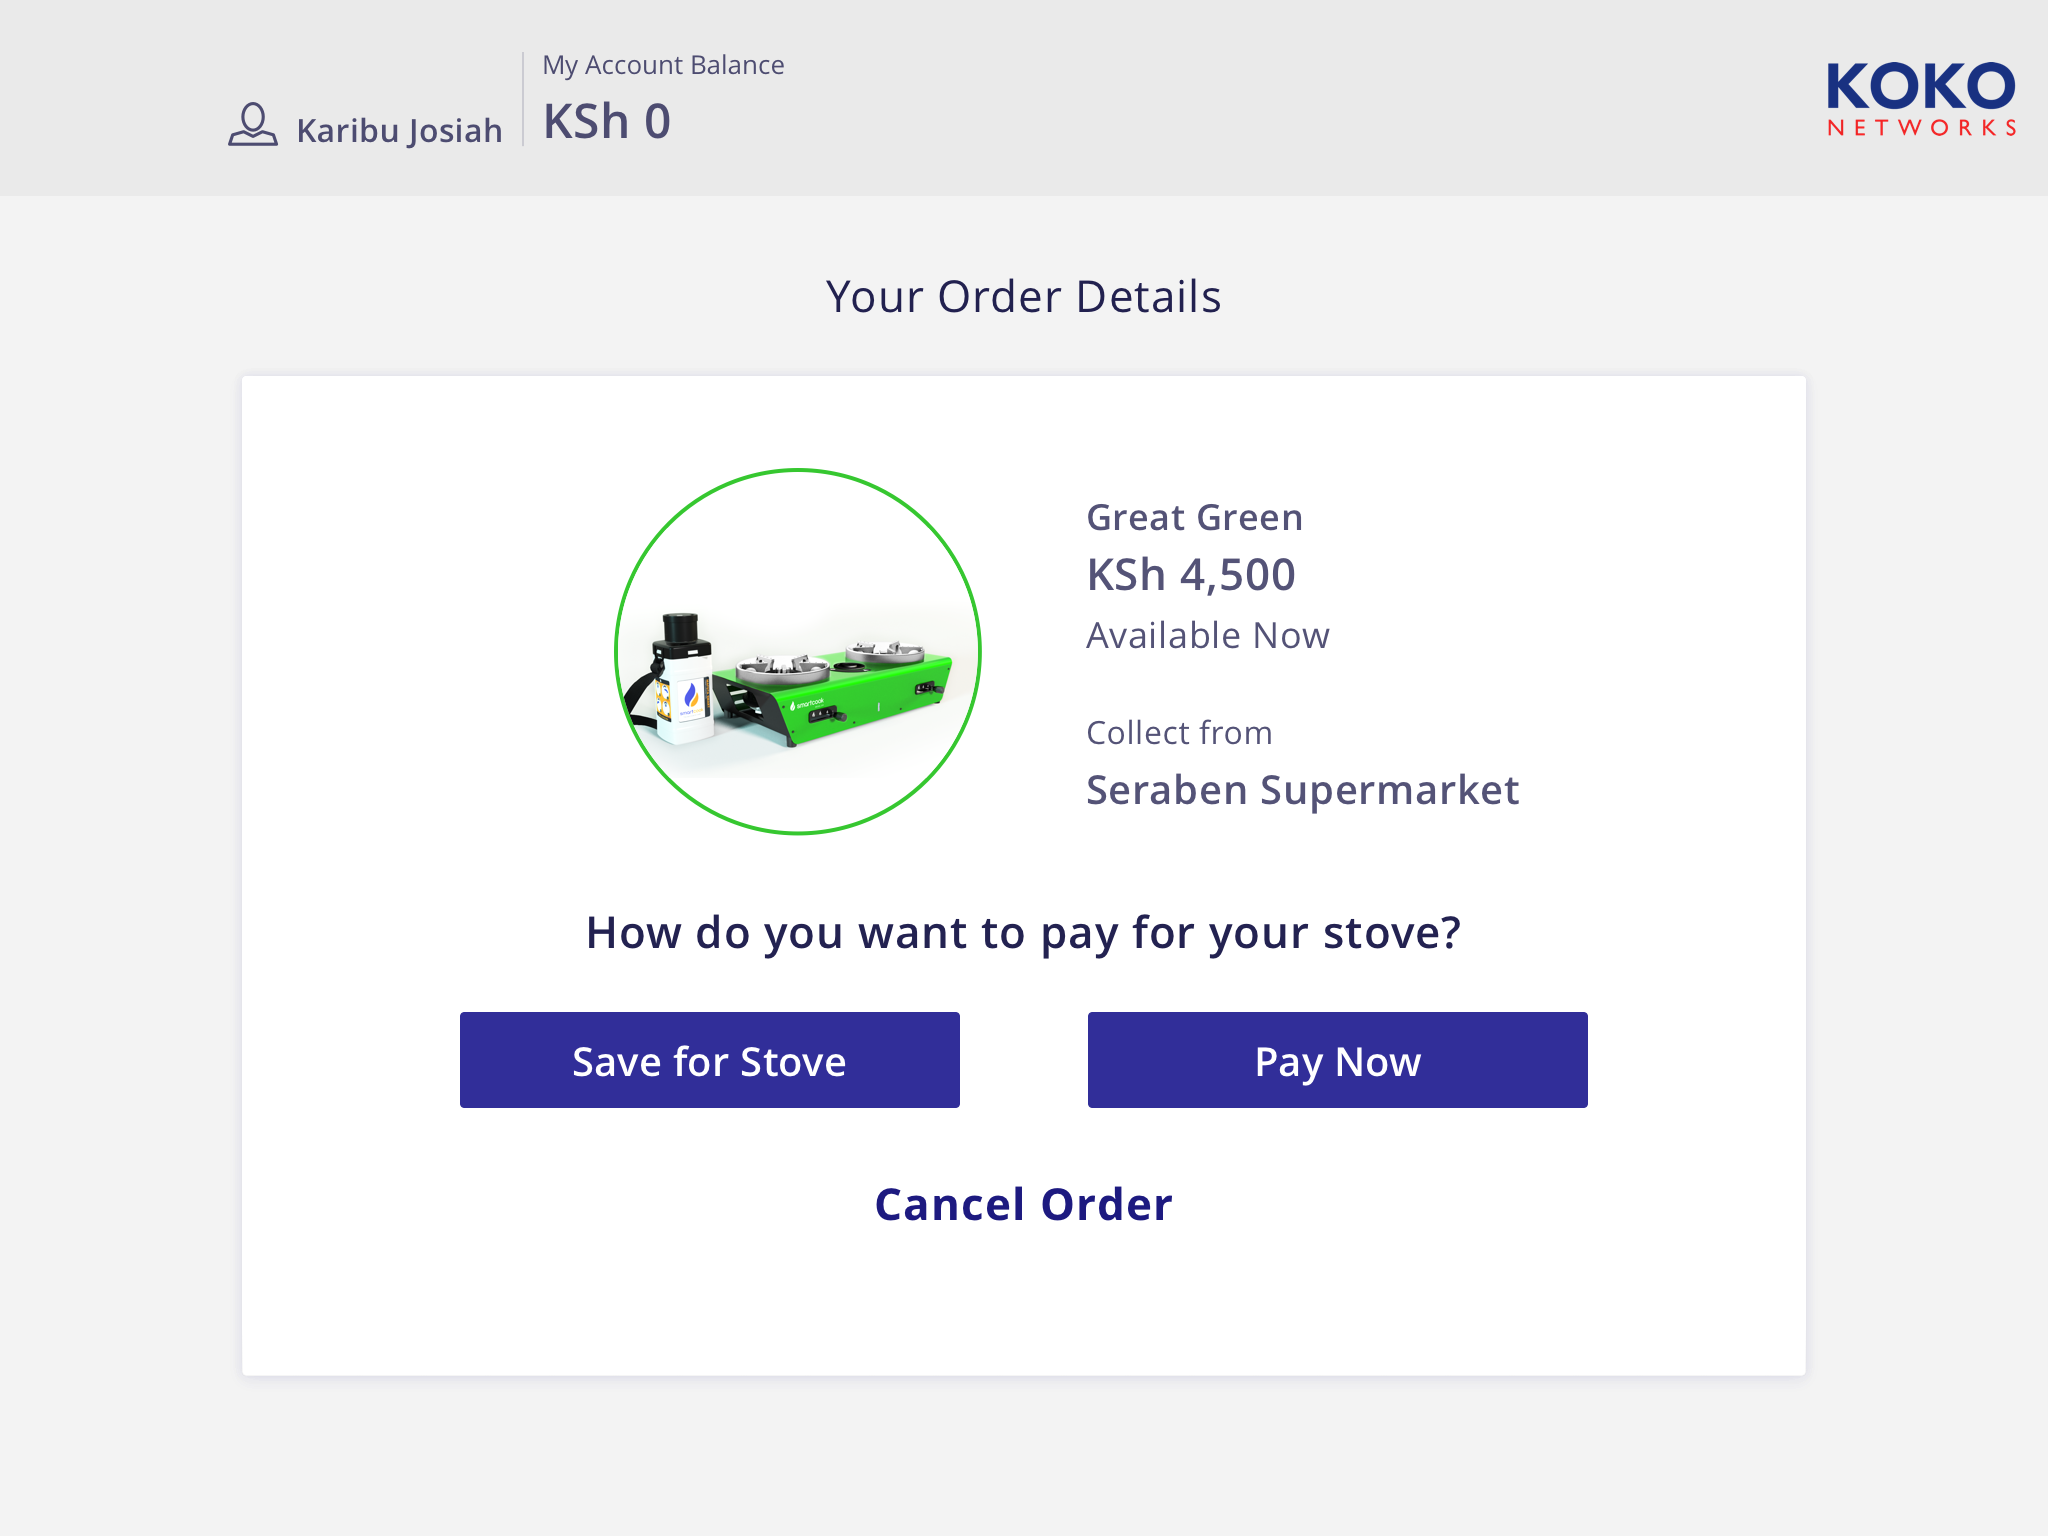 My Account Balance
Karibu Josiah
KSh 0
KOKO
NETWORKS
Your Order Details
Great Green
KSh 4,500
Available Now
Collect from
Seraben Supermarket
smartcook
How do you want to pay for your stove?
Save for Stove
Pay Now
Cancel Order